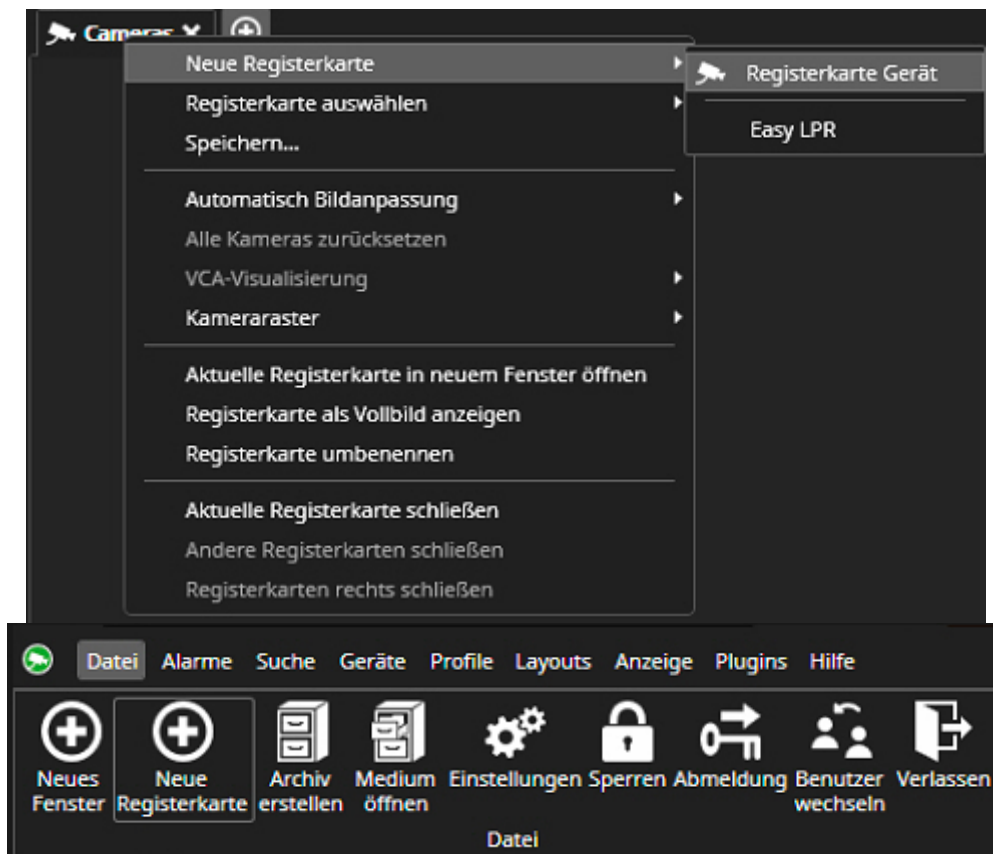 Cameras
Neue Registerkarte
Registerkarte Gerät
Registerkarte auswählen
Easy LPR
Speichern...
Automatisch Bildanpassung
Alle Kameras zurücksetzen
VCA-Visualisierung
Kameraraster
Aktuelle Registerkarte in neuem Fenster öffnen
Registerkarte als Vollbild anzeigen
Registerkarte umbenennen
Aktuelle Registerkarte schließen
Andere Registerkarten schließen
Registerkarten rechts schließen
Datei Alarme Suche Geräte Profile Layouts Anzeige Plugins Hilfe
Neues Neue Archiv Medium Einstellungen Sperren Abmeldung Benutzer Verlassen
Fenster Registerkarte erstellen öffnen wechseln
Datei